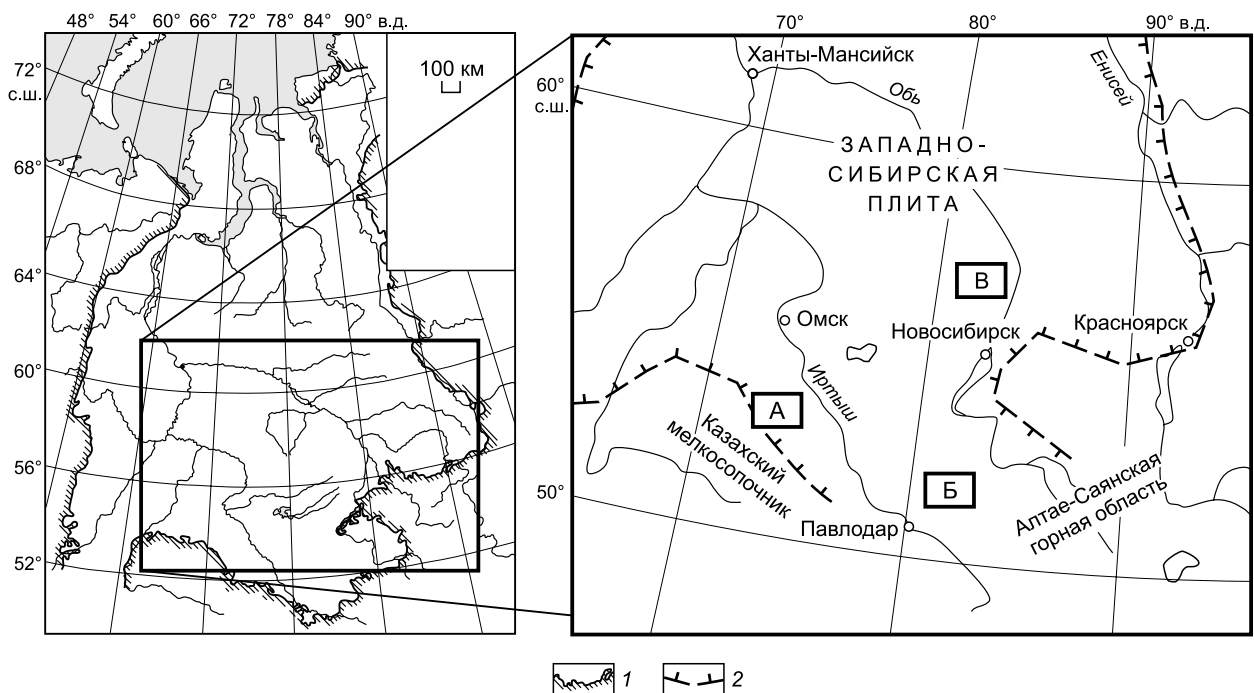 48° 54° 60° 66° 72° 78° 84° 90° в.д.
72°
с.ш.
68°
64°
60°
56°
52°
100 км
70° 80° 90° в.д.
60°
с.ш.
50°
Ханты-Мансийск
Обь
Енисей
ЗАПАДНО-
СИБИРСКАЯ
ПЛИТА
В
Омск
Новосибирск
Красноярск
Иртыш
А
Казахский
мелкосопочник
Б
Павлодар
Алтае-Саянская
горная область
1 2